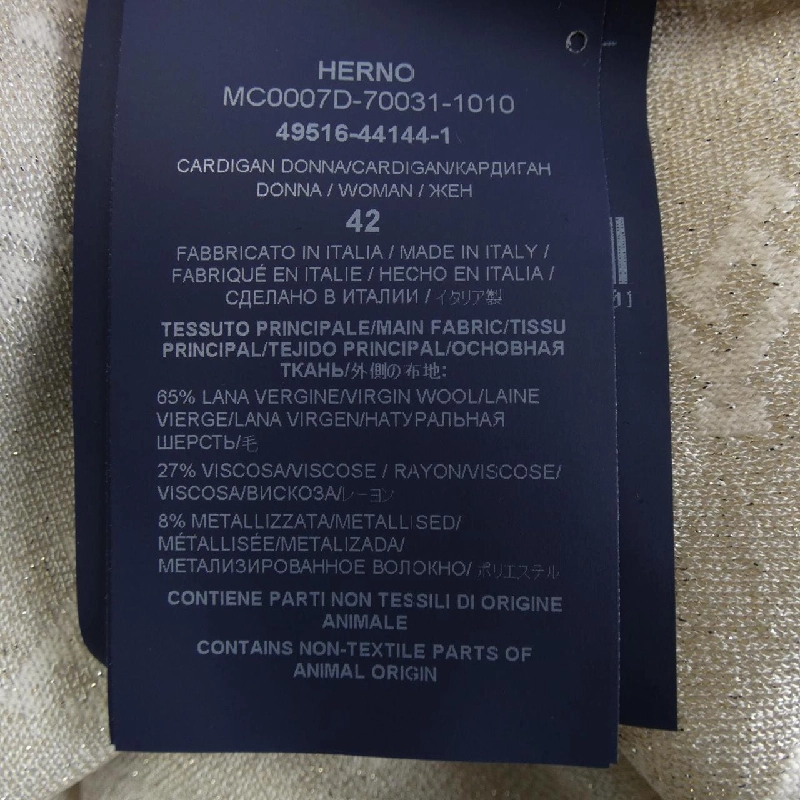 HERNO
MC0007D-70031-1010
49516-44144-1
CARDIGAN DONNA/CARDIGAN/КАРДИГАН
DONNA / WOMAN / ЖЕН
42
FABBRICATO IN ITALIA / MADE IN ITALY /
FABRIQUÉ EN ITALIE / HECHO EN ITALIA /
СДЕЛАНО В ИТАЛИИ / イタリア製
TESSUTO PRINCIPALE/MAIN FABRIC/TISSU
PRINCIPAL/TEJIDO PRINCIPAL/ОСНОВНАЯ
ТКАНЬ/外側の布地:
65% LANA VERGINE/VIRGIN WOOL/LAINE
VIERGE/LANA VIRGEN/НАТУРАЛЬНАЯ
ШЕРСТЬ/毛
27% VISCOSA/VISCOSE / RAYON/VISCOSE/
VISCOSA/ВИСКОЗА/レーヨン
8% METALLIZZATA/METALLISED/
MÉTALLISÉE/METALIZADA/
МЕТАЛИЗИРОВАННОЕ ВОЛОКНО/ポリエステル
CONTIENE PARTI NON TESSILI DI ORIGINE
ANIMALE
CONTAINS NON-TEXTILE PARTS OF
ANIMAL ORIGIN